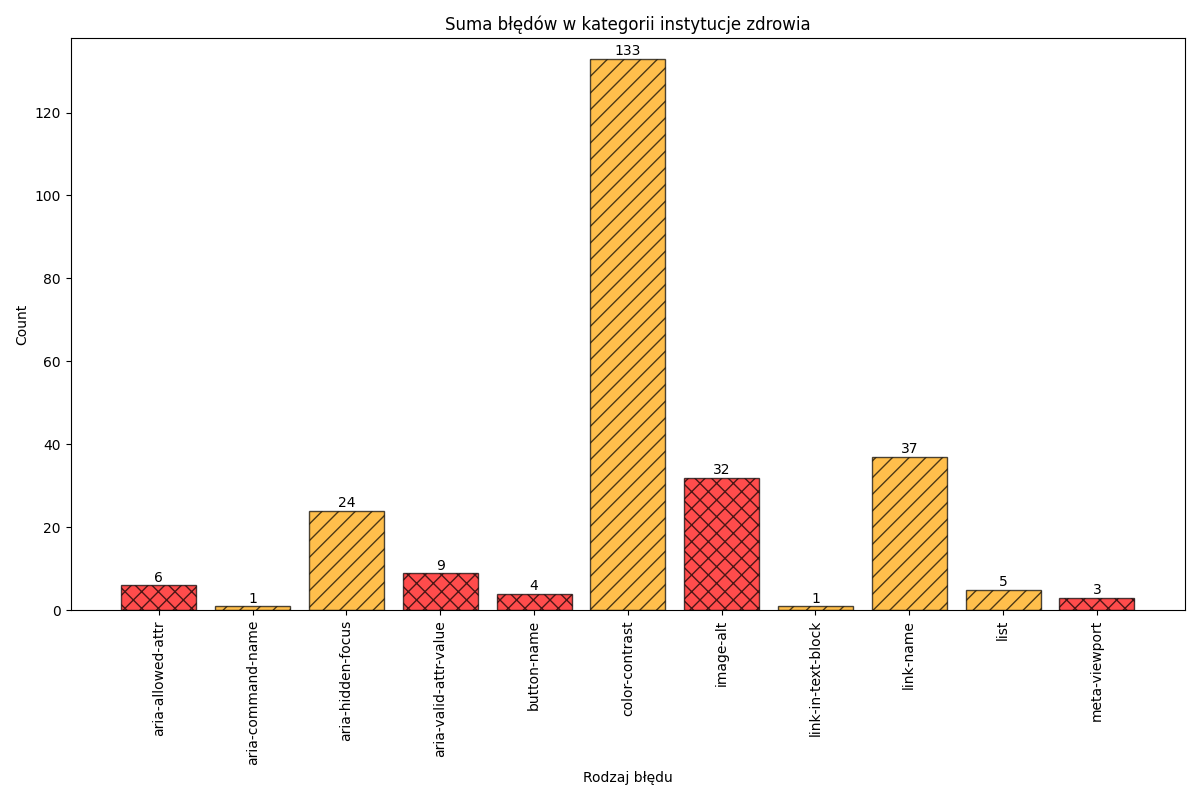 Suma błędów w kategorii instytucje zdrowia
133
120
100
80
60
40
20
0
Count
6
1
24
9
4
32
1
37
5
3
aria-allowed-attr
aria-command-name
aria-hidden-focus
aria-valid-attr-value
button-name
color-contrast
image-alt
link-in-text-block
link-name
list
meta-viewport
Rodzaj błędu